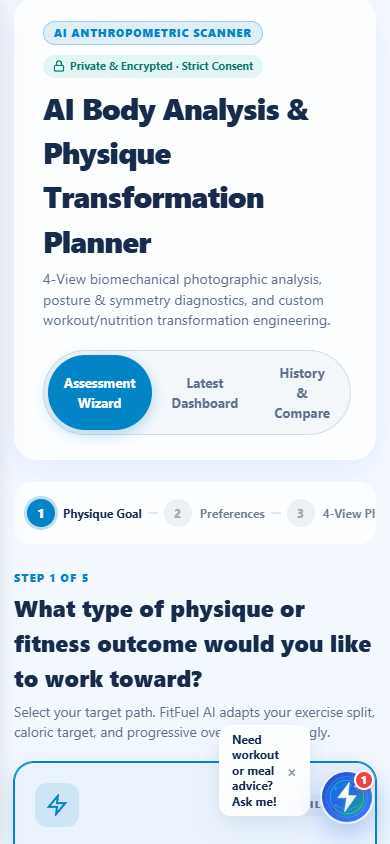 AI ANTHROPOMETRIC SCANNER
Private & Encrypted · Strict Consent
AI Body Analysis &
Physique
Transformation
Planner
4-View biomechanical photographic analysis,
posture & symmetry diagnostics, and custom
workout/nutrition transformation engineering.
Assessment
Wizard
Latest
Dashboard
History
&
Compare
1 Physique Goal
2 Preferences
3 4-View
STEP 1 OF 5
What type of physique or
fitness outcome would you like
to work toward?
Select your target path. FitFuel AI adapts your exercise split,
caloric target, and progressive
Need
workout
or meal
advice?
Ask me!
×
1